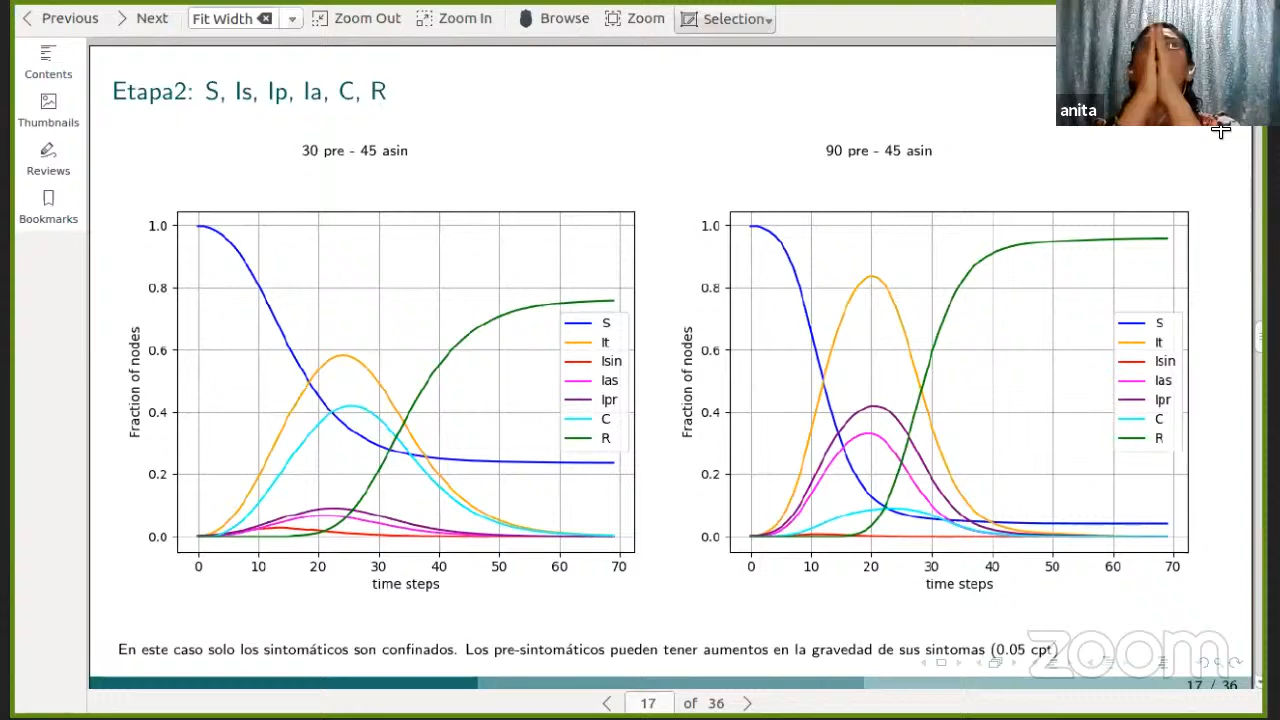 Previous Next Fit Width Zoom Out Zoom In Browse Zoom Selection
Contents
Thumbnails
Reviews
Bookmarks
anita
Etapa2: S, Is, Ip, Ia, C, R
30 pre - 45 asin
1.0
0.8
0.6
0.4
0.2
0.0
Fraction of nodes
S
It
Isin
Ias
Ipr
C
R
0 10 20 30 40 50 60 70
time steps
90 pre - 45 asin
1.0
0.8
0.6
0.4
0.2
0.0
Fraction of nodes
S
It
Isin
Ias
Ipr
C
R
0 10 20 30 40 50 60 70
time steps
En este caso solo los sintomáticos son confinados. Los pre-sintomáticos pueden tener aumentos en la gravedad de sus sintomas (0.05 cpt)
zoom
17 / 36
17 of 36